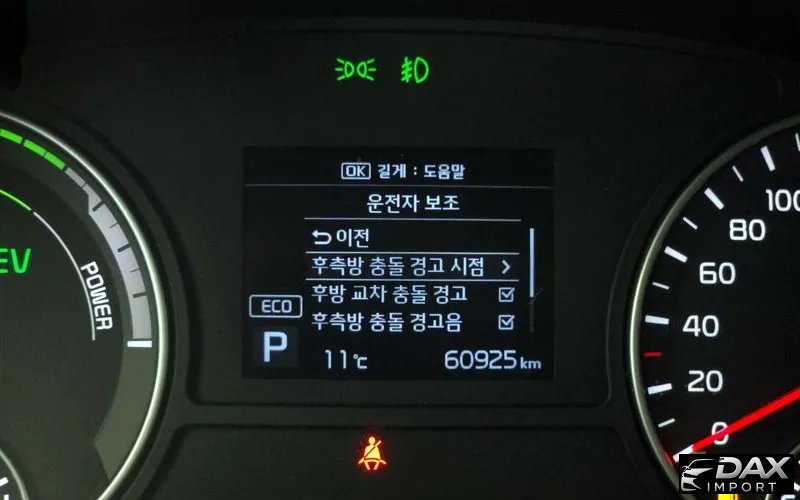 OK 길게 : 도움말
운전자 보조
이전
후측방 충돌 경고 시점
후방 교차 충돌 경고
후측방 충돌 경고음
ECO
P
11℃
60925 km
EV
POWER
100
80
60
40
20
0
DAX
IMPORT